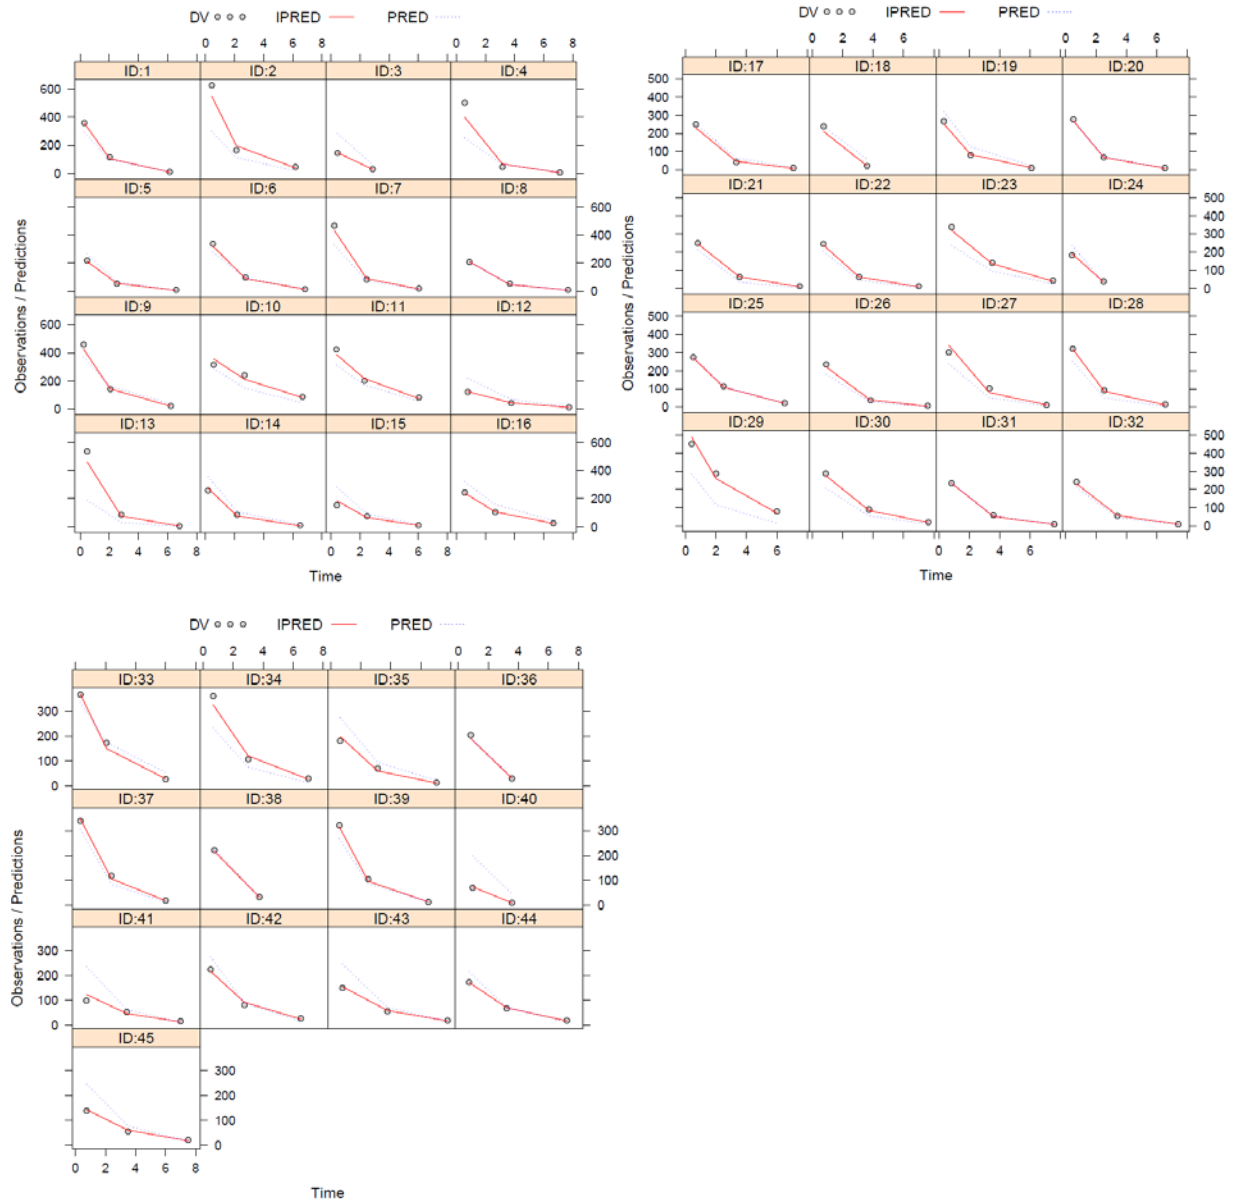 DV IPRED PRED
0 2 4 6 8
0 2 4 6 8
ID:1 ID:2 ID:3 ID:4
600
400
200
0
ID:5 ID:6 ID:7 ID:8
600
400
200
0
ID:9 ID:10 ID:11 ID:12
600
400
200
0
ID:13 ID:14 ID:15 ID:16
600
400
200
0
0 2 4 6 8
0 2 4 6 8
Observations / Predictions
Time
DV IPRED PRED
0 2 4 6
0 2 4 6
ID:17 ID:18 ID:19 ID:20
500
400
300
200
100
0
ID:21 ID:22 ID:23 ID:24
500
400
300
200
100
0
ID:25 ID:26 ID:27 ID:28
500
400
300
200
100
0
ID:29 ID:30 ID:31 ID:32
500
400
300
200
100
0
0 2 4 6
0 2 4 6
Observations / Predictions
Time
DV IPRED PRED
0 2 4 6 8
0 2 4 6 8
ID:33 ID:34 ID:35 ID:36
300
200
100
0
ID:37 ID:38 ID:39 ID:40
300
200
100
0
ID:41 ID:42 ID:43 ID:44
300
200
100
0
ID:45
300
200
100
0
0 2 4 6 8
Observations / Predictions
Time